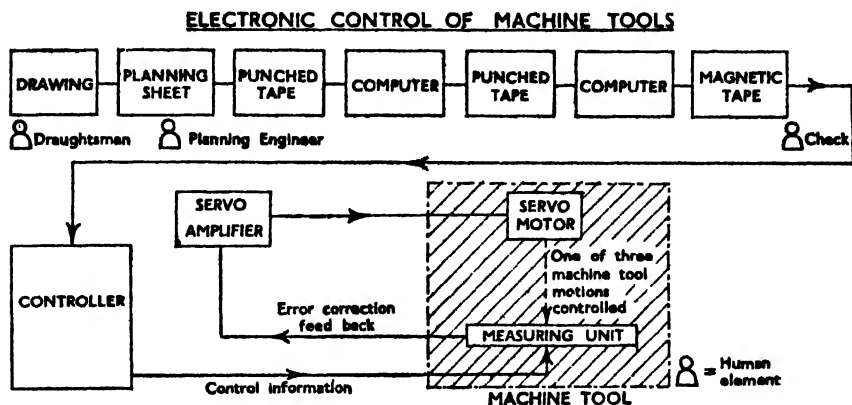 ELECTRONIC CONTROL OF MACHINE TOOLS
DRAWING
PLANNING
SHEET
PUNCHED
TAPE
COMPUTER
PUNCHED
TAPE
COMPUTER
MAGNETIC
TAPE
Draughtsman
Planning Engineer
Check
SERVO
AMPLIFIER
SERVO
MOTOR
One of three
machine tool
motions
controlled
CONTROLLER
Error correction
feed back
MEASURING UNIT
Control information
= Human
element
MACHINE TOOL